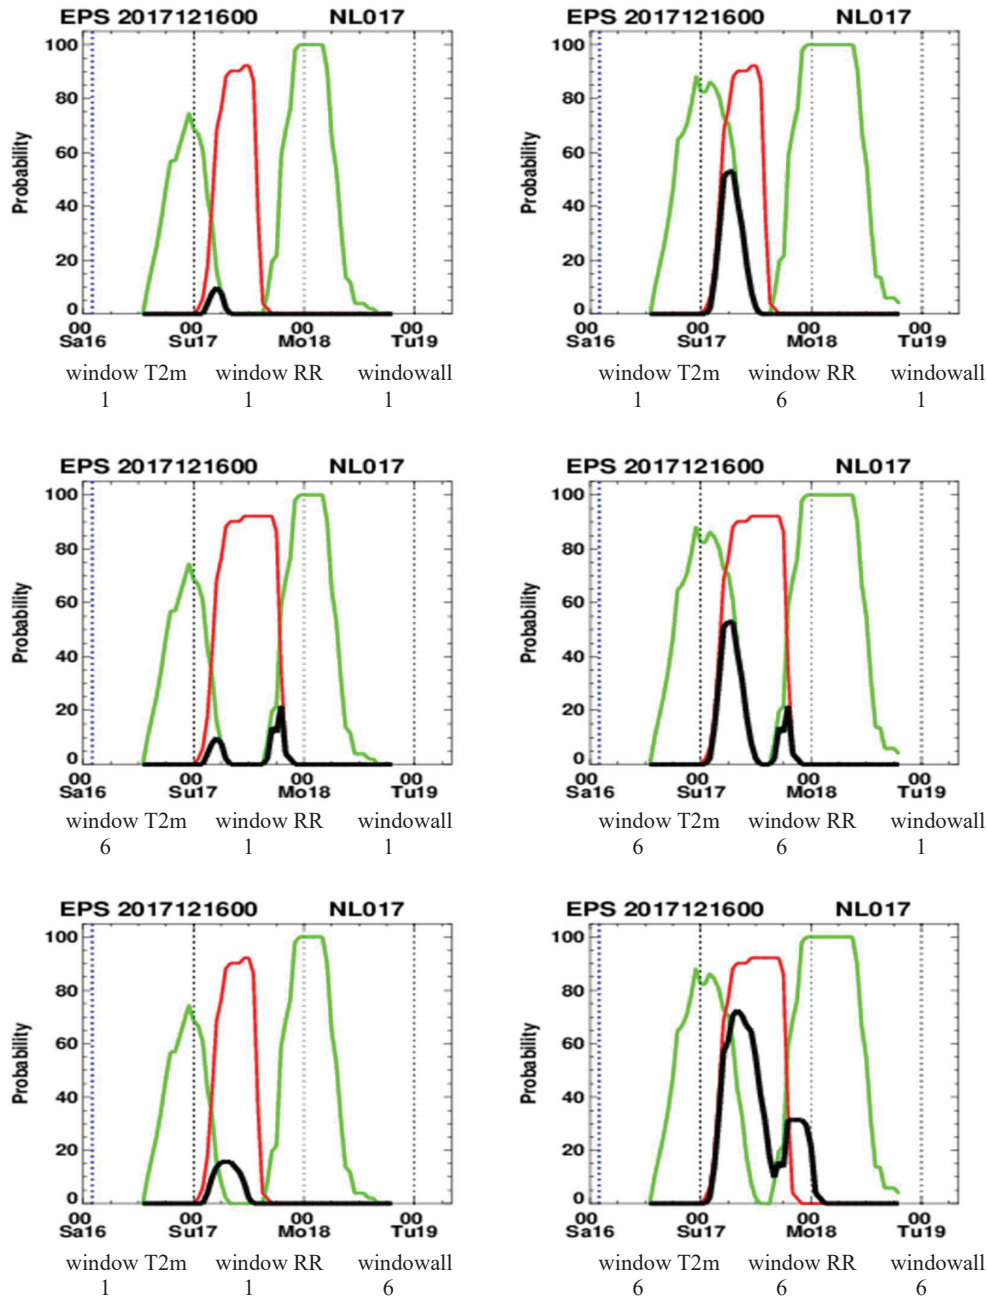 EPS 2017121600 NL017
100
80
60
40
20
0
Probability
00 00 00 00
Sa16 Su17 Mo18 Tu19
window T2m window RR windowall
1 1 1
EPS 2017121600 NL017
100
80
60
40
20
0
Probability
00 00 00 00
Sa16 Su17 Mo18 Tu19
window T2m window RR windowall
1 6 1
EPS 2017121600 NL017
100
80
60
40
20
0
Probability
00 00 00 00
Sa16 Su17 Mo18 Tu19
window T2m window RR windowall
6 1 1
EPS 2017121600 NL017
100
80
60
40
20
0
Probability
00 00 00 00
Sa16 Su17 Mo18 Tu19
window T2m window RR windowall
6 6 1
EPS 2017121600 NL017
100
80
60
40
20
0
Probability
00 00 00 00
Sa16 Su17 Mo18 Tu19
window T2m window RR windowall
1 1 6
EPS 2017121600 NL017
100
80
60
40
20
0
Probability
00 00 00 00
Sa16 Su17 Mo18 Tu19
window T2m window RR windowall
6 6 6